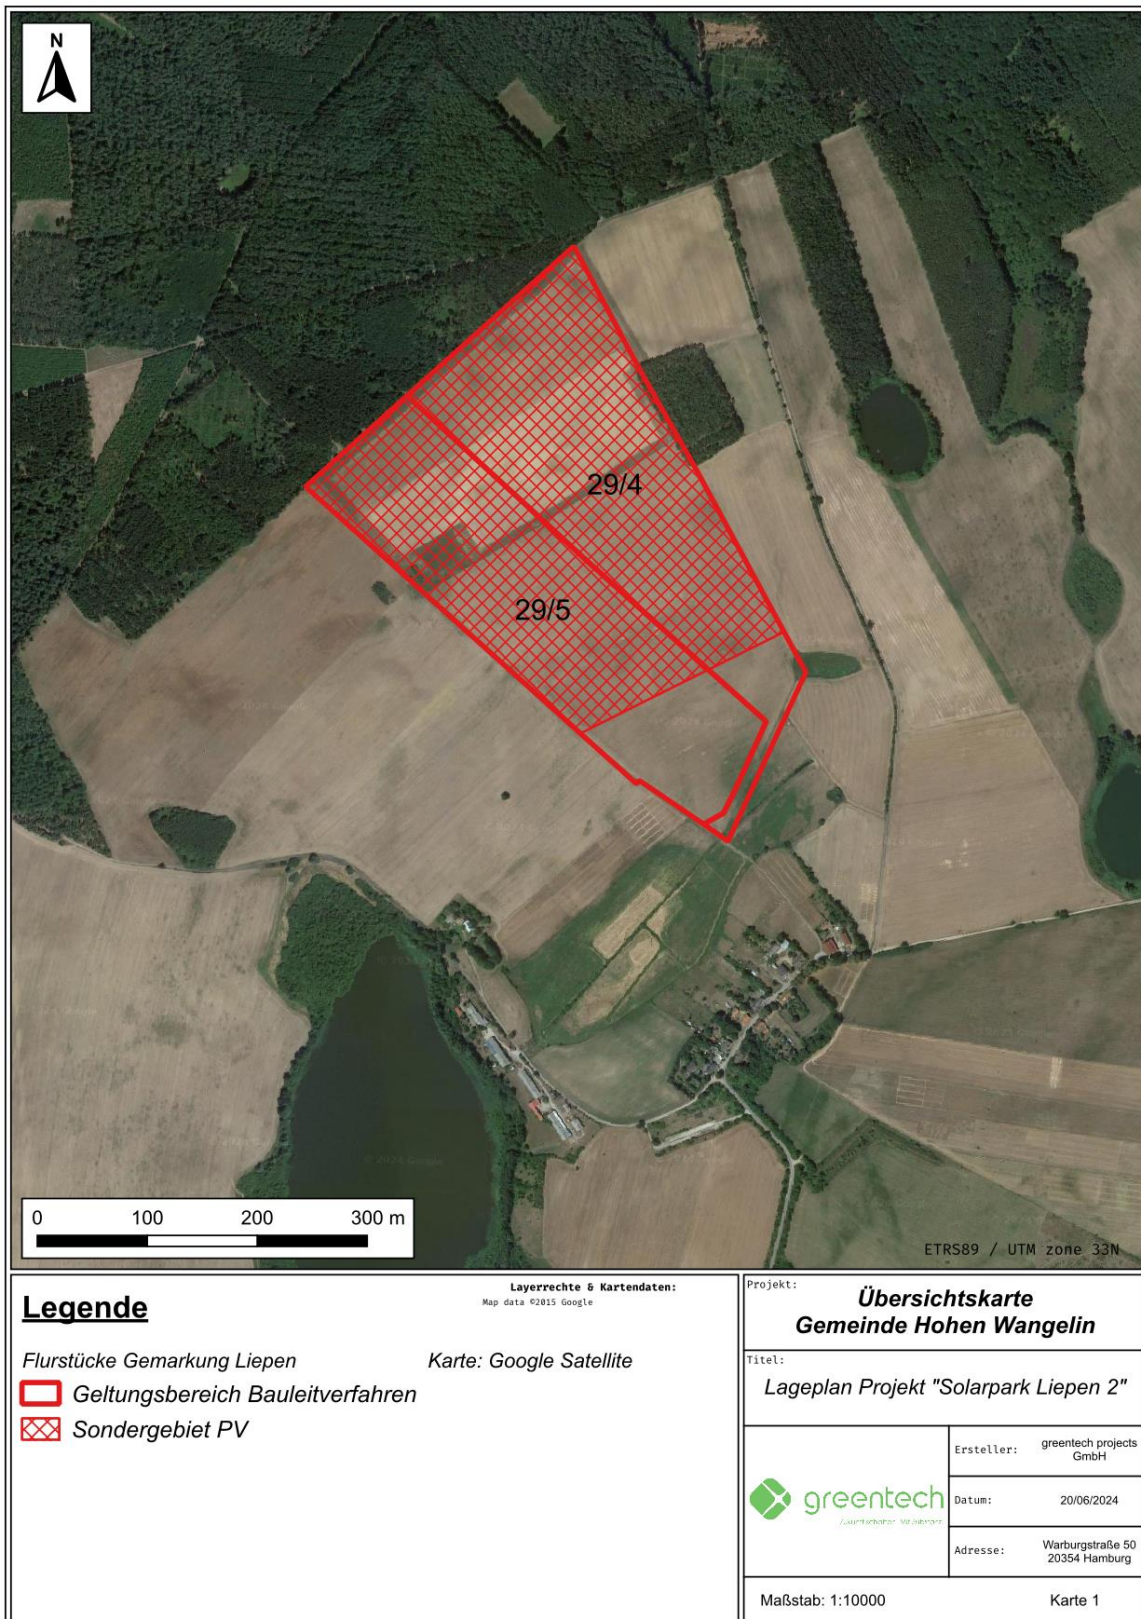 N
29/4
29/5
© 2024 Google
0 100 200 300 m
ETRS89 / UTM zone 33N
Legende
Layerrechte & Kartendaten:
Map data ©2015 Google
Flurstücke Gemarkung Liepen
Karte: Google Satellite
Geltungsbereich Bauleitverfahren
Sondergebiet PV
Projekt:
Übersichtskarte
Gemeinde Hohen Wangelin
Titel:
Lageplan Projekt "Solarpark Liepen 2"
greentech
Ersteller:
greentech projects
GmbH
Datum:
20/06/2024
Adresse:
Warburgstraße 50
20354 Hamburg
Maßstab: 1:10000
Karte 1